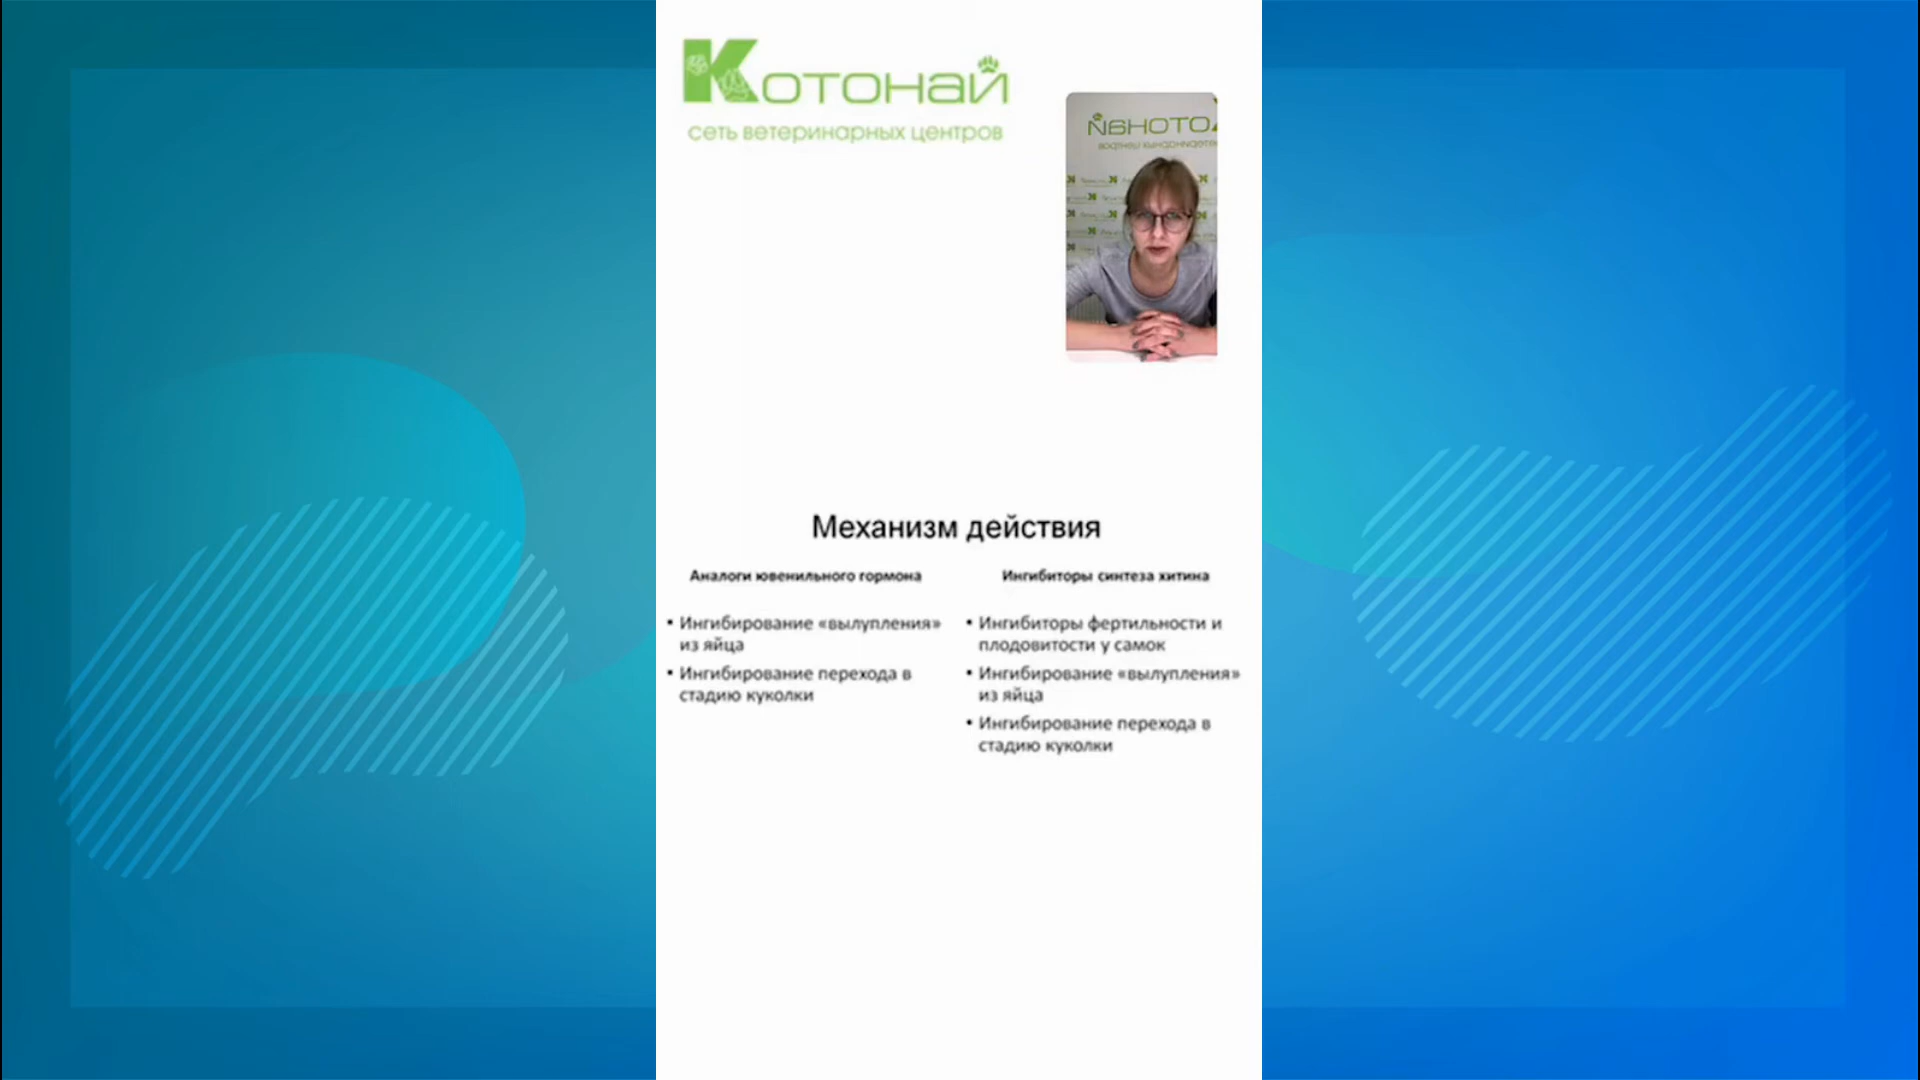 Котонай
сеть ветеринарных центров
Механизм действия
Аналоги ювенильного гормона
• Ингибирование «вылупления»
из яйца
• Ингибирование перехода в
стадию куколки
Ингибиторы синтеза хитина
• Ингибиторы фертильности и
плодовитости у самок
• Ингибирование «вылупления»
из яйца
• Ингибирование перехода в
стадию куколки